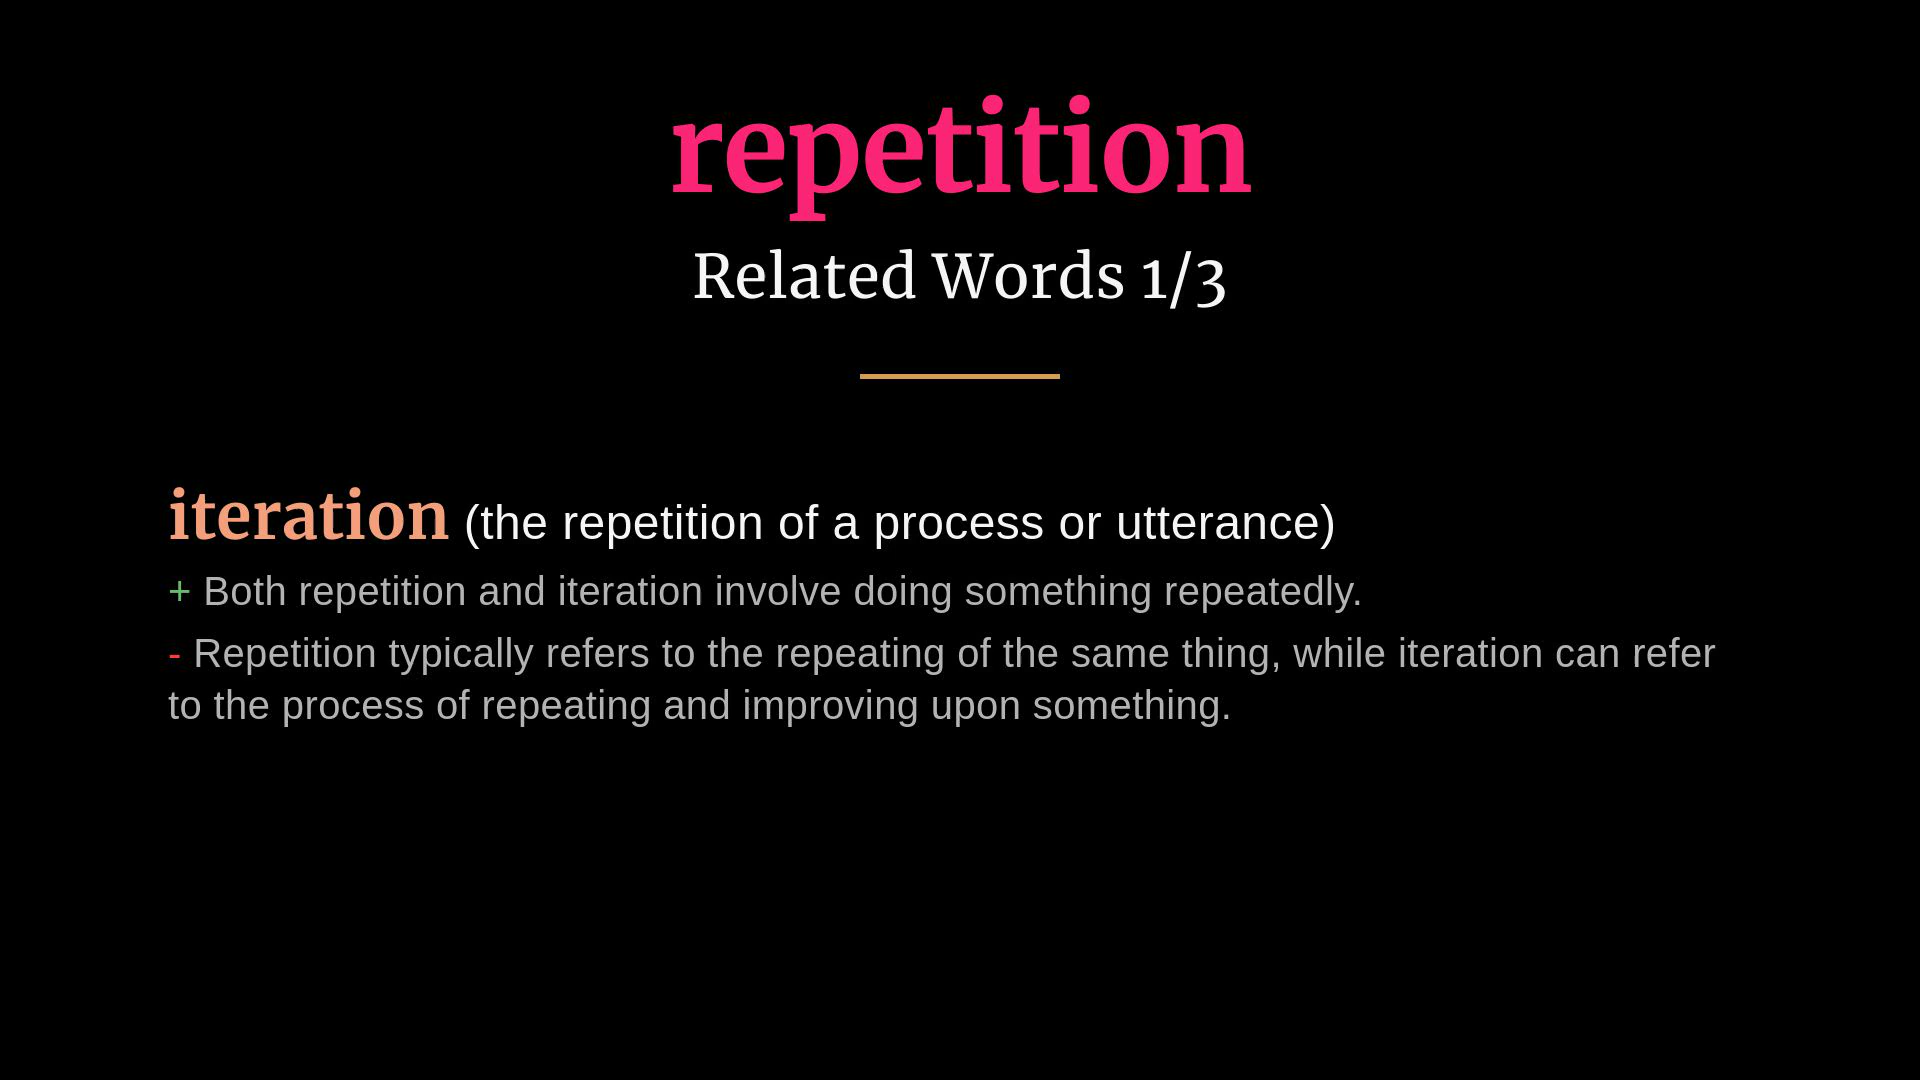 repetition
Related Words 1/3
iteration (the repetition of a process or utterance)
+ Both repetition and iteration involve doing something repeatedly.
- Repetition typically refers to the repeating of the same thing, while iteration can refer
to the process of repeating and improving upon something.